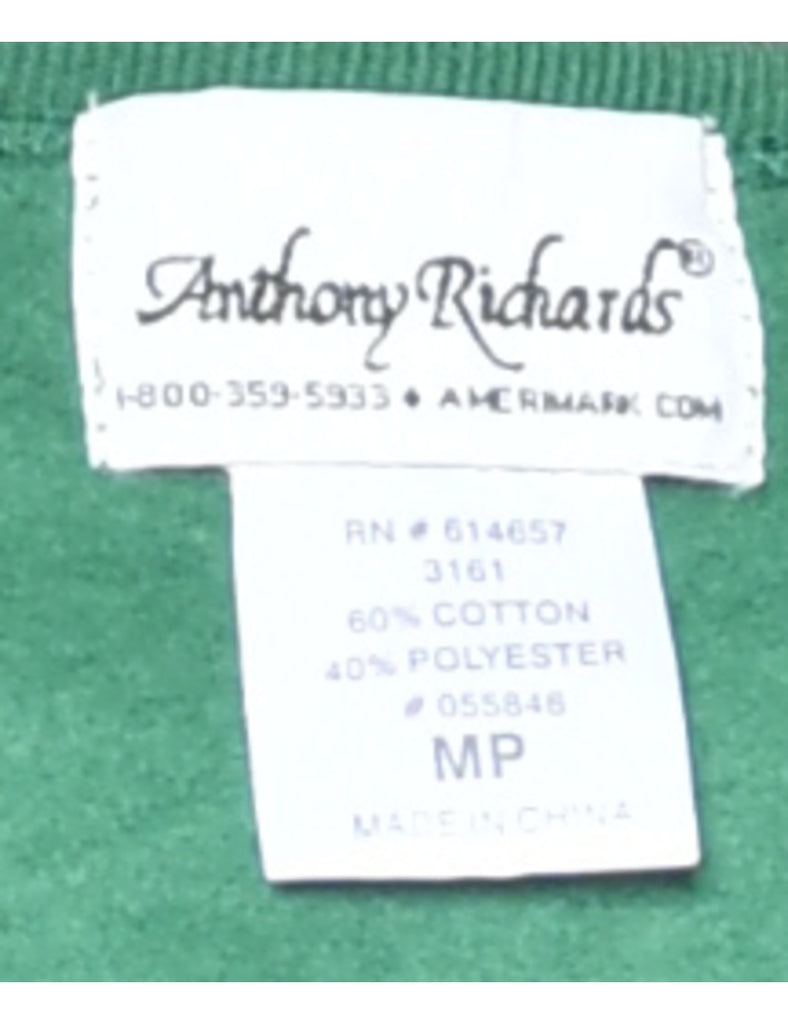 Anthony Richards®
1-800-359-5933 ♦ AMERIMARK.COM
RN # 614657
3161
60% COTTON
40% POLYESTER
# 055846
MP
MADE IN CHINA